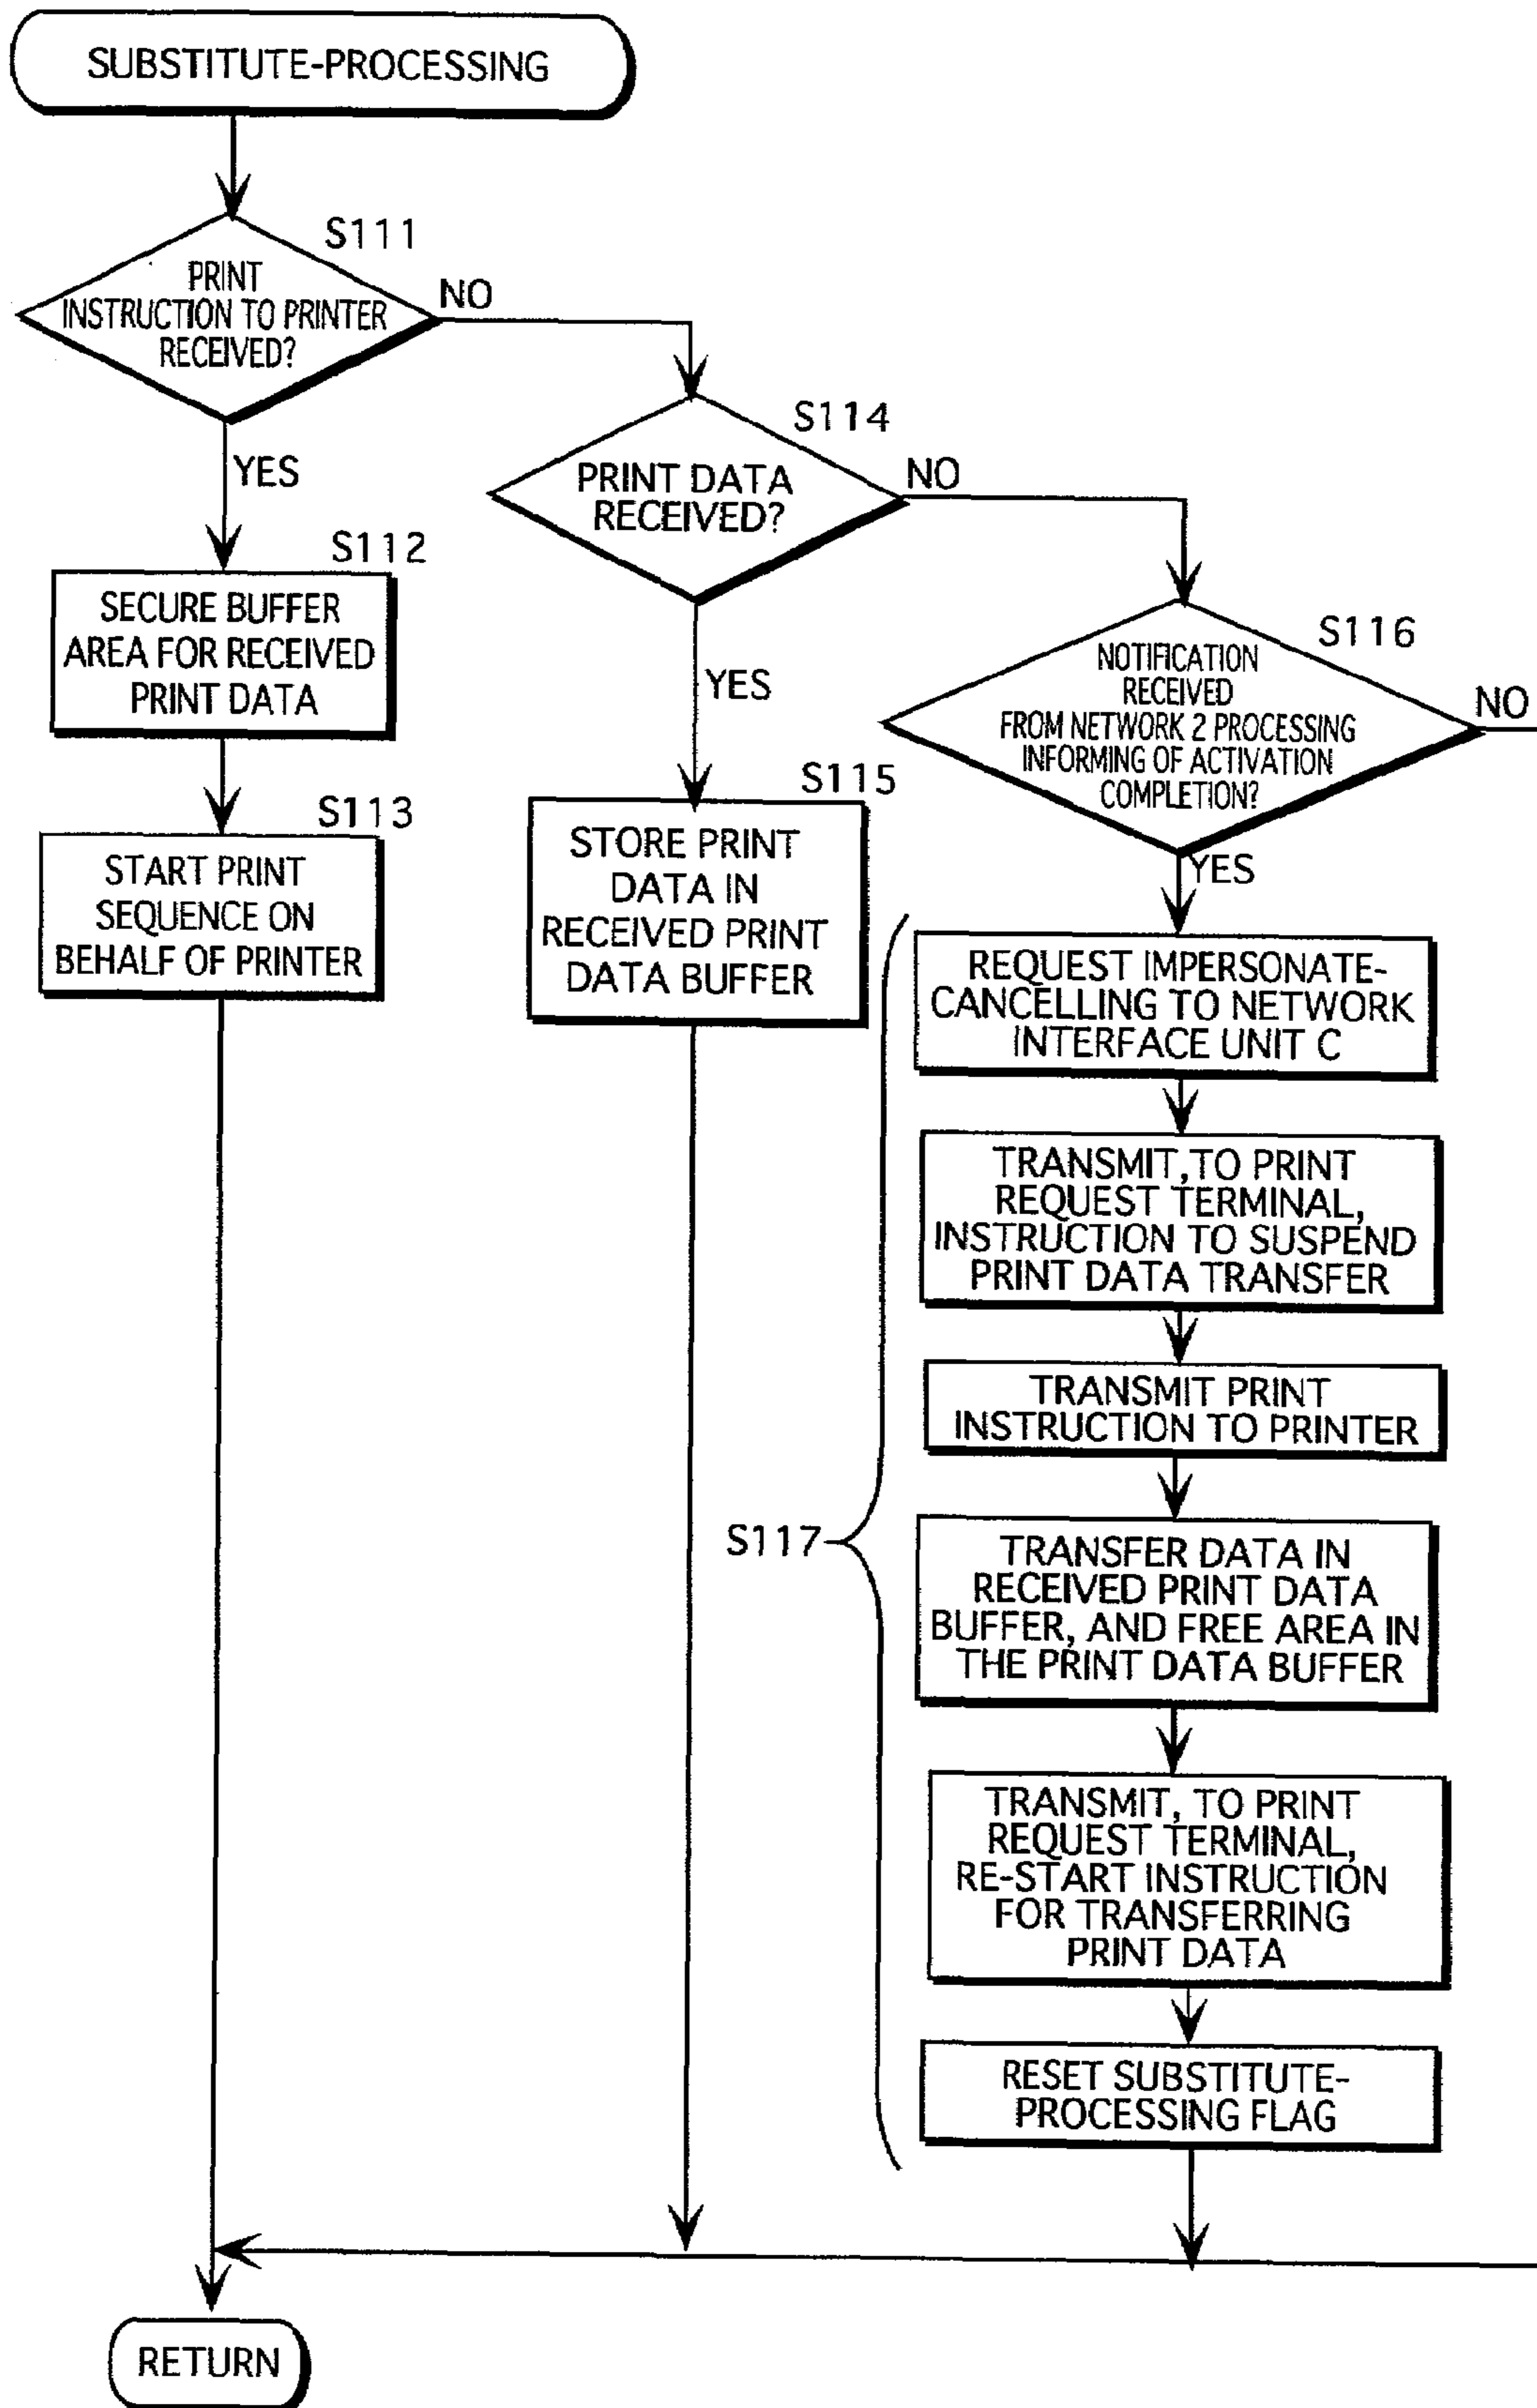 SUBSTITUTE-PROCESSING
S111
PRINT
INSTRUCTION TO PRINTER
RECEIVED?
NO
YES
S112
SECURE BUFFER
AREA FOR RECEIVED
PRINT DATA
S113
START PRINT
SEQUENCE ON
BEHALF OF PRINTER
S114
PRINT DATA
RECEIVED?
NO
YES
S115
STORE PRINT
DATA IN
RECEIVED PRINT
DATA BUFFER
S116
NOTIFICATION
RECEIVED
FROM NETWORK 2 PROCESSING
INFORMING OF ACTIVATION
COMPLETION?
NO
YES
S117
REQUEST IMPERSONATE-
CANCELLING TO NETWORK
INTERFACE UNIT C
TRANSMIT, TO PRINT
REQUEST TERMINAL,
INSTRUCTION TO SUSPEND
PRINT DATA TRANSFER
TRANSMIT PRINT
INSTRUCTION TO PRINTER
TRANSFER DATA IN
RECEIVED PRINT DATA
BUFFER, AND FREE AREA IN
THE PRINT DATA BUFFER
TRANSMIT, TO PRINT
REQUEST TERMINAL,
RE-START INSTRUCTION
FOR TRANSFERRING
PRINT DATA
RESET SUBSTITUTE-
PROCESSING FLAG
RETURN